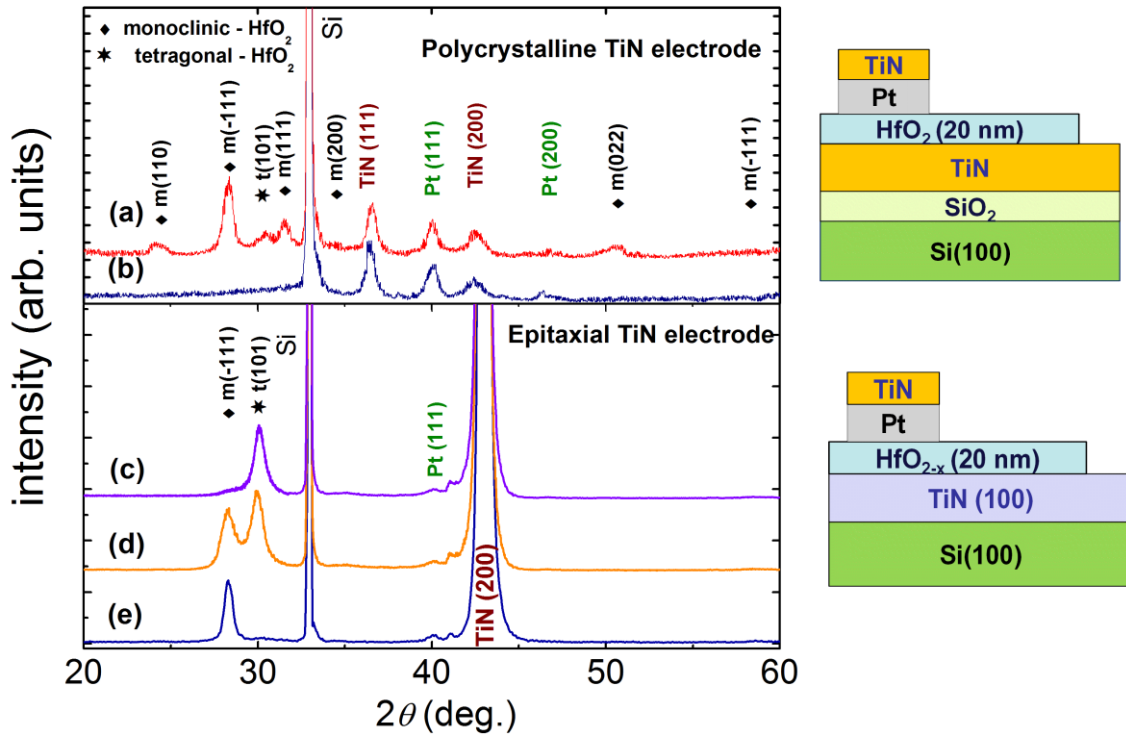 monoclinic - HfO2
tetragonal - HfO2
Si
Polycrystalline TiN electrode
m(110)
m(-111)
t(101)
m(111)
m(200)
TiN (111)
Pt (111)
TiN (200)
Pt (200)
m(022)
m(-111)
(a)
(b)
Epitaxial TiN electrode
m(-111)
t(101)
Si
Pt (111)
(c)
(d)
(e)
TiN (200)
20 30 40 50 60
2θ (deg.)
intensity (arb. units)
TiN
Pt
HfO2 (20 nm)
TiN
SiO2
Si(100)
TiN
Pt
HfO2-x (20 nm)
TiN (100)
Si(100)